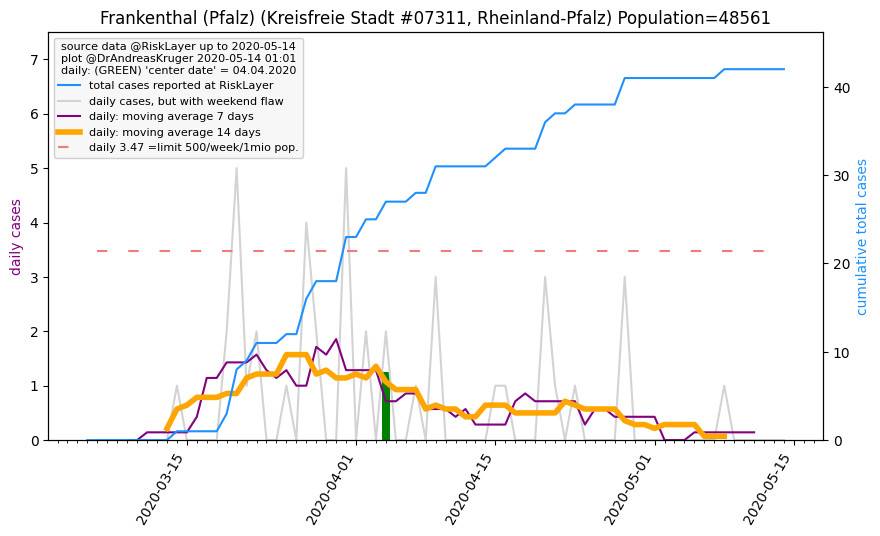 Frankenthal (Pfalz) (Kreisfreie Stadt #07311, Rheinland-Pfalz) Population=48561
source data @RiskLayer up to 2020-05-14
plot @DrAndreasKruger 2020-05-14 01:01
daily: (GREEN) 'center date' = 04.04.2020
total cases reported at RiskLayer
daily cases, but with weekend flaw
daily: moving average 7 days
daily: moving average 14 days
daily 3.47 =limit 500/week/1mio pop.
daily cases
7
6
5
4
3
2
1
0
cumulative total cases
40
30
20
10
0
2020-03-15
2020-04-01
2020-04-15
2020-05-01
2020-05-15